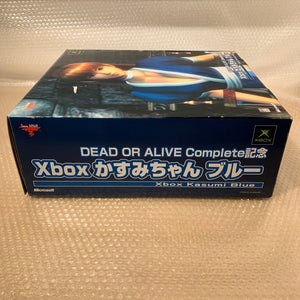 DEAD OR ALIVE Complete記念
XBOX
Xbox かすみちゃん ブルー
Xbox Kasumi Blue
Microsoft